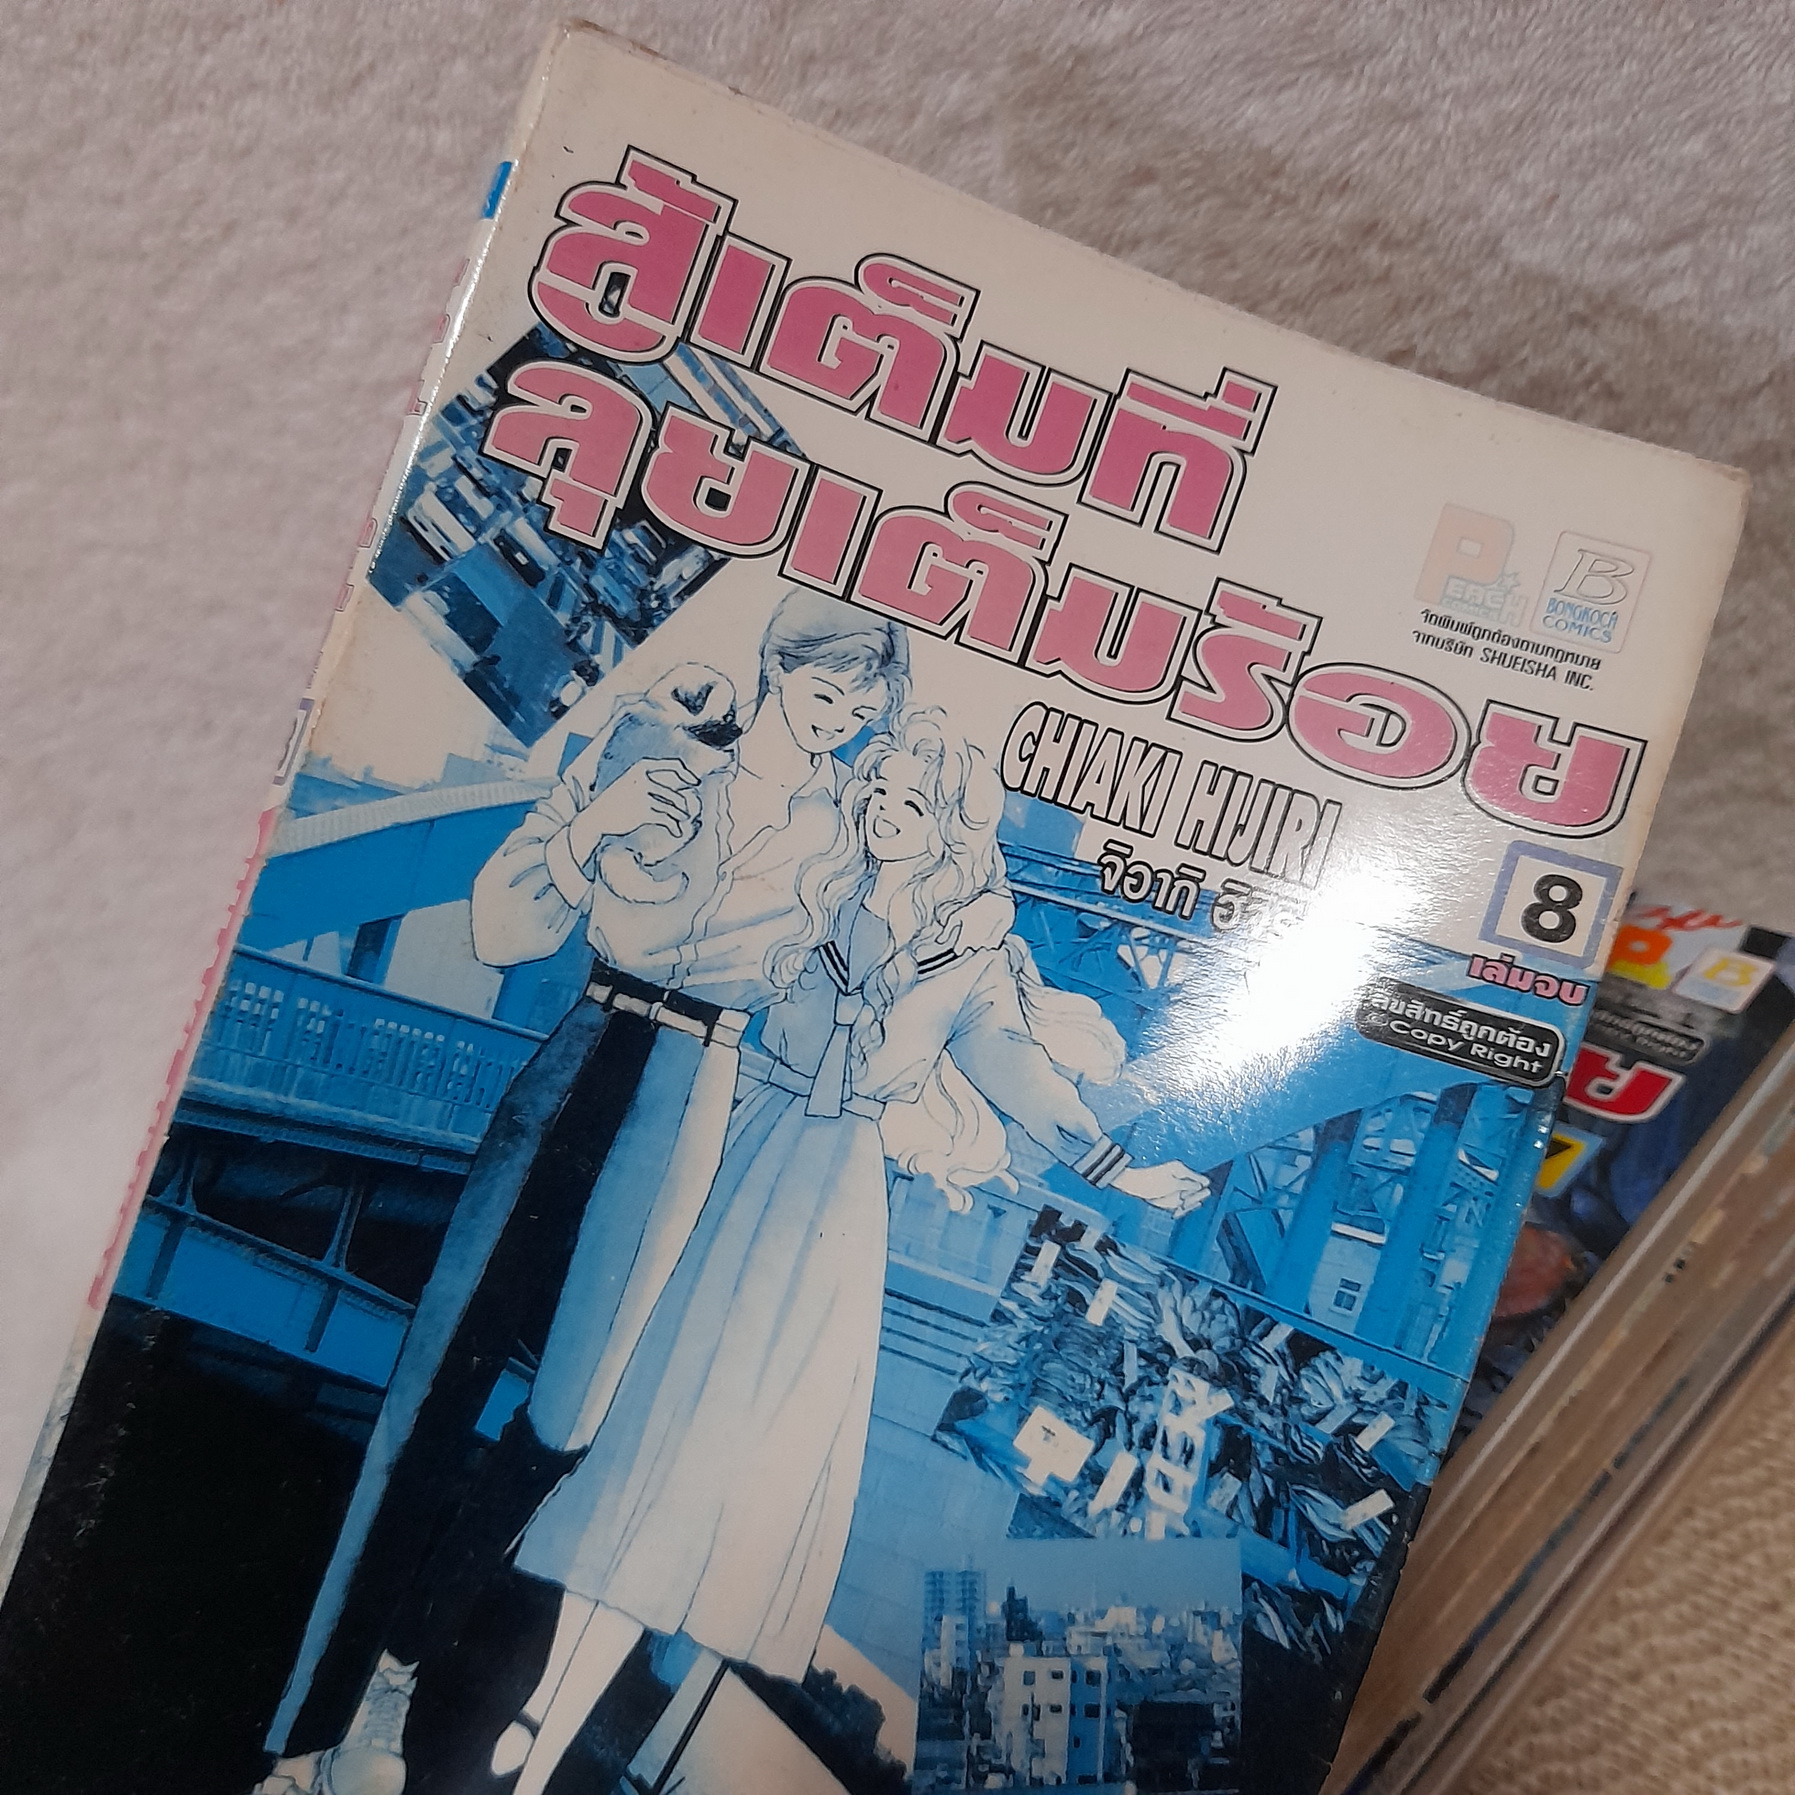 สู้เต็มที่
ลุยเต็มร้อย
PEACH
B
BONGKOCH
COMICS
จัดพิมพ์ถูกต้องตามกฎหมาย
จากบริษัท SHUEISHA INC.
CHIAKI HIJIRI
จิอากิ
8
เล่มจบ
ลิขสิทธิ์ถูกต้อง
©Copy Right
P
B
ย
7